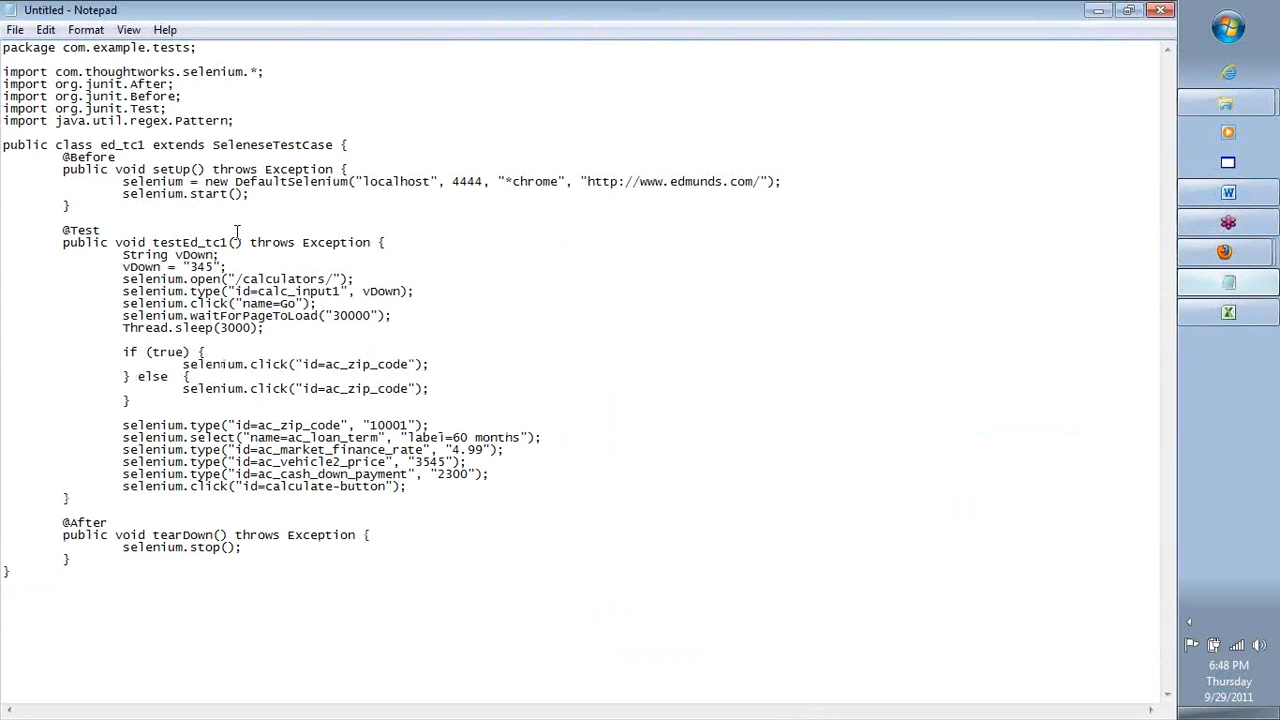 Untitled - Notepad
File Edit Format View Help
package com.example.tests;
import com.thoughtworks.selenium.*;
import org.junit.After;
import org.junit.Before;
import org.junit.Test;
import java.util.regex.Pattern;
public class ed_tc1 extends SeleneseTestCase {
@Before
public void setUp() throws Exception {
selenium = new DefaultSelenium("localhost", 4444, "*chrome", "http://www.edmunds.com/");
selenium.start();
}
@Test
public void testEd_tc1() throws Exception {
String vDown;
vDown = "345";
selenium.open("/calculators/");
selenium.type("id=calc_input1", vDown);
selenium.click("name=Go");
selenium.waitForPageToLoad("30000");
Thread.sleep(3000);
if (true) {
selenium.click("id=ac_zip_code");
} else  {
selenium.click("id=ac_zip_code");
}
selenium.type("id=ac_zip_code", "10001");
selenium.select("name=ac_loan_term", "label=60 months");
selenium.type("id=ac_market_finance_rate", "4.99");
selenium.type("id=ac_vehicle2_price", "3545");
selenium.type("id=ac_cash_down_payment", "2300");
selenium.click("id=calculate-button");
}
@After
public void tearDown() throws Exception {
selenium.stop();
}
}
6:48 PM
Thursday
9/29/2011